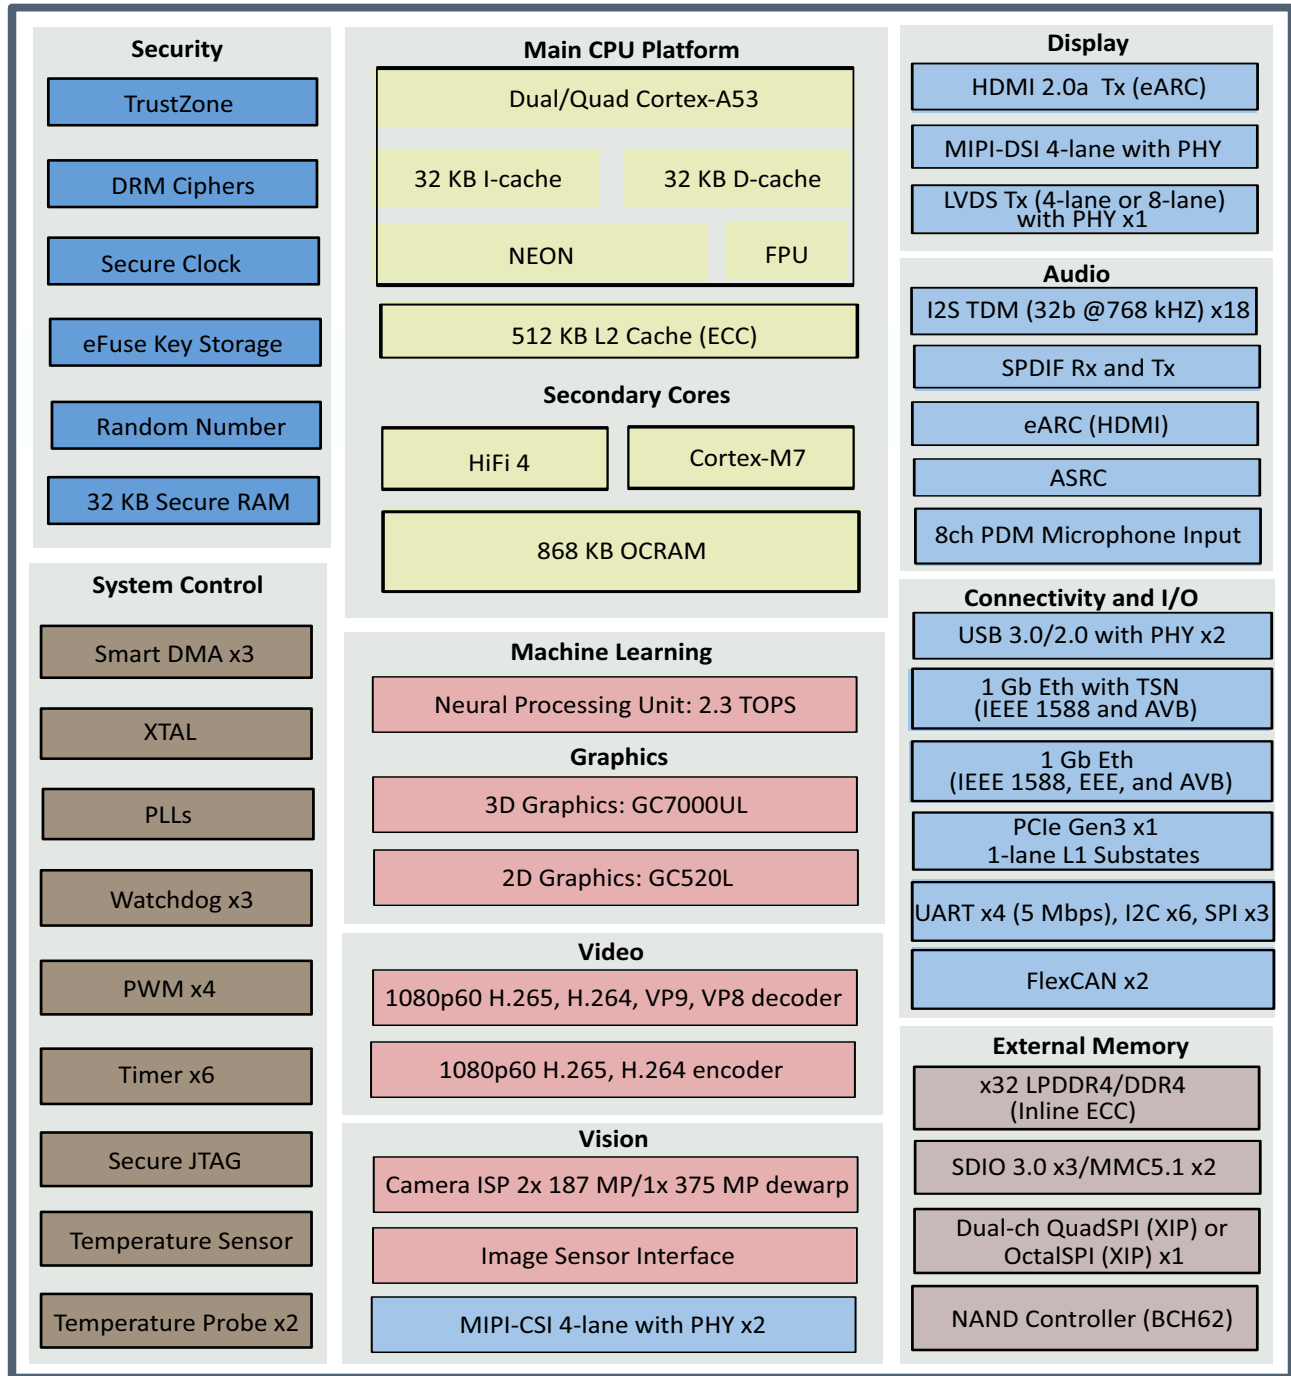 Security
TrustZone
DRM Ciphers
Secure Clock
eFuse Key Storage
Random Number
32 KB Secure RAM
System Control
Smart DMA x3
XTAL
PLLs
Watchdog x3
PWM x4
Timer x6
Secure JTAG
Temperature Sensor
Temperature Probe x2
Main CPU Platform
Dual/Quad Cortex-A53
32 KB I-cache
32 KB D-cache
NEON
FPU
512 KB L2 Cache (ECC)
Secondary Cores
HiFi 4
Cortex-M7
868 KB OCRAM
Machine Learning
Neural Processing Unit: 2.3 TOPS
Graphics
3D Graphics: GC7000UL
2D Graphics: GC520L
Video
1080p60 H.265, H.264, VP9, VP8 decoder
1080p60 H.265, H.264 encoder
Vision
Camera ISP 2x 187 MP/1x 375 MP dewarp
Image Sensor Interface
MIPI-CSI 4-lane with PHY x2
Display
HDMI 2.0a Tx (eARC)
MIPI-DSI 4-lane with PHY
LVDS Tx (4-lane or 8-lane)
with PHY x1
Audio
I2S TDM (32b @768 kHZ) x18
SPDIF Rx and Tx
eARC (HDMI)
ASRC
8ch PDM Microphone Input
Connectivity and I/O
USB 3.0/2.0 with PHY x2
1 Gb Eth with TSN
(IEEE 1588 and AVB)
1 Gb Eth
(IEEE 1588, EEE, and AVB)
PCIe Gen3 x1
1-lane L1 Substates
UART x4 (5 Mbps), I2C x6, SPI x3
FlexCAN x2
External Memory
x32 LPDDR4/DDR4
(Inline ECC)
SDIO 3.0 x3/MMC5.1 x2
Dual-ch QuadSPI (XIP) or
OctalSPI (XIP) x1
NAND Controller (BCH62)